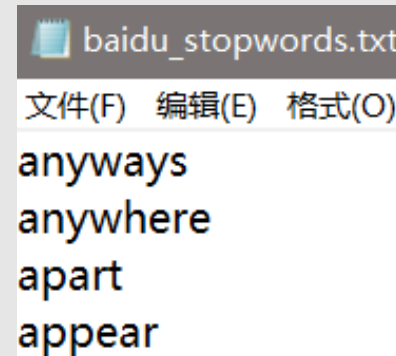 baidu_stopwords.txt
文件(F) 编辑(E) 格式(O)
anyways
anywhere
apart
appear